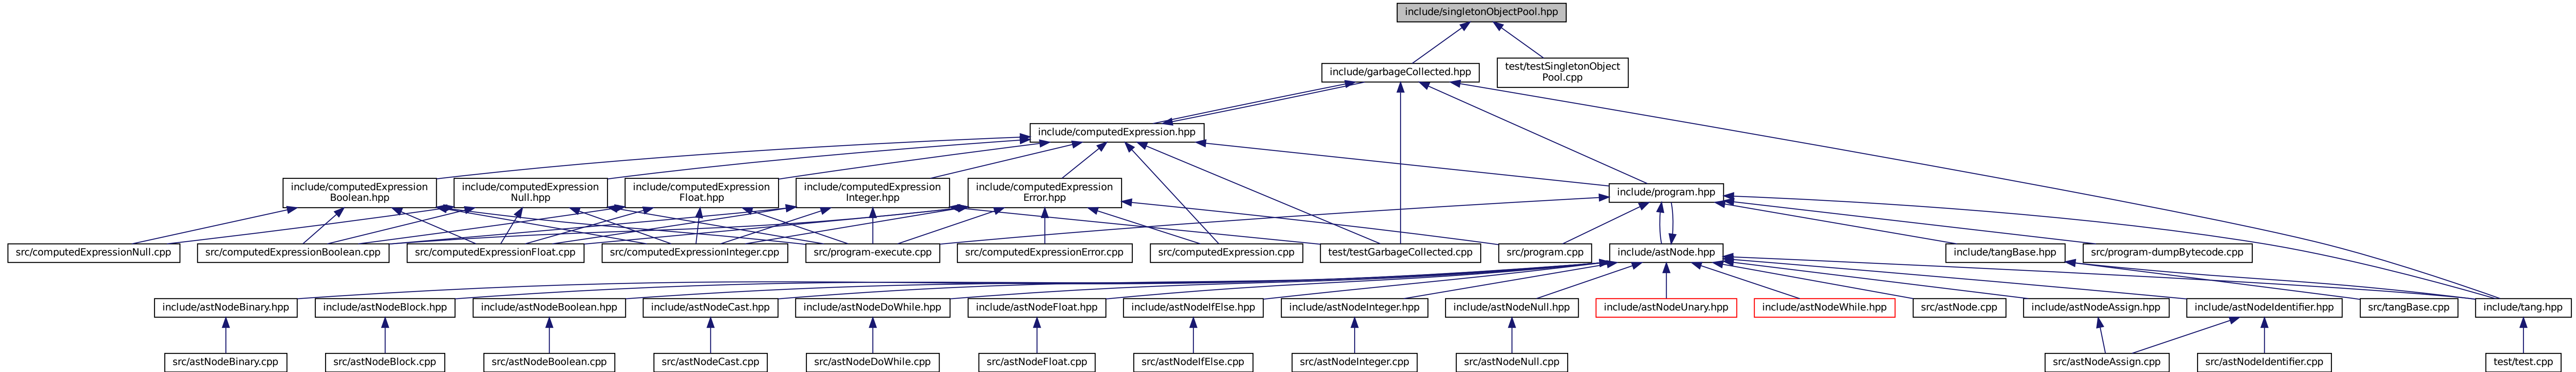 include/singletonObjectPool.hpp
include/garbageCollected.hpp
test/testSingletonObject
Pool.cpp
include/computedExpression.hpp
include/computedExpression
Boolean.hpp
include/computedExpression
Null.hpp
include/computedExpression
Float.hpp
include/computedExpression
Integer.hpp
include/computedExpression
Error.hpp
include/program.hpp
src/computedExpressionNull.cpp
src/computedExpressionBoolean.cpp
src/computedExpressionFloat.cpp
src/computedExpressionInteger.cpp
src/program-execute.cpp
src/computedExpressionError.cpp
src/computedExpression.cpp
test/testGarbageCollected.cpp
src/program.cpp
include/astNode.hpp
include/tangBase.hpp
src/program-dumpBytecode.cpp
include/astNodeBinary.hpp
include/astNodeBlock.hpp
include/astNodeBoolean.hpp
include/astNodeCast.hpp
include/astNodeDoWhile.hpp
include/astNodeFloat.hpp
include/astNodeIfElse.hpp
include/astNodeInteger.hpp
include/astNodeNull.hpp
include/astNodeUnary.hpp
include/astNodeWhile.hpp
src/astNode.cpp
include/astNodeAssign.hpp
include/astNodeIdentifier.hpp
src/tangBase.cpp
include/tang.hpp
src/astNodeBinary.cpp
src/astNodeBlock.cpp
src/astNodeBoolean.cpp
src/astNodeCast.cpp
src/astNodeDoWhile.cpp
src/astNodeFloat.cpp
src/astNodeIfElse.cpp
src/astNodeInteger.cpp
src/astNodeNull.cpp
src/astNodeAssign.cpp
src/astNodeIdentifier.cpp
test/test.cpp